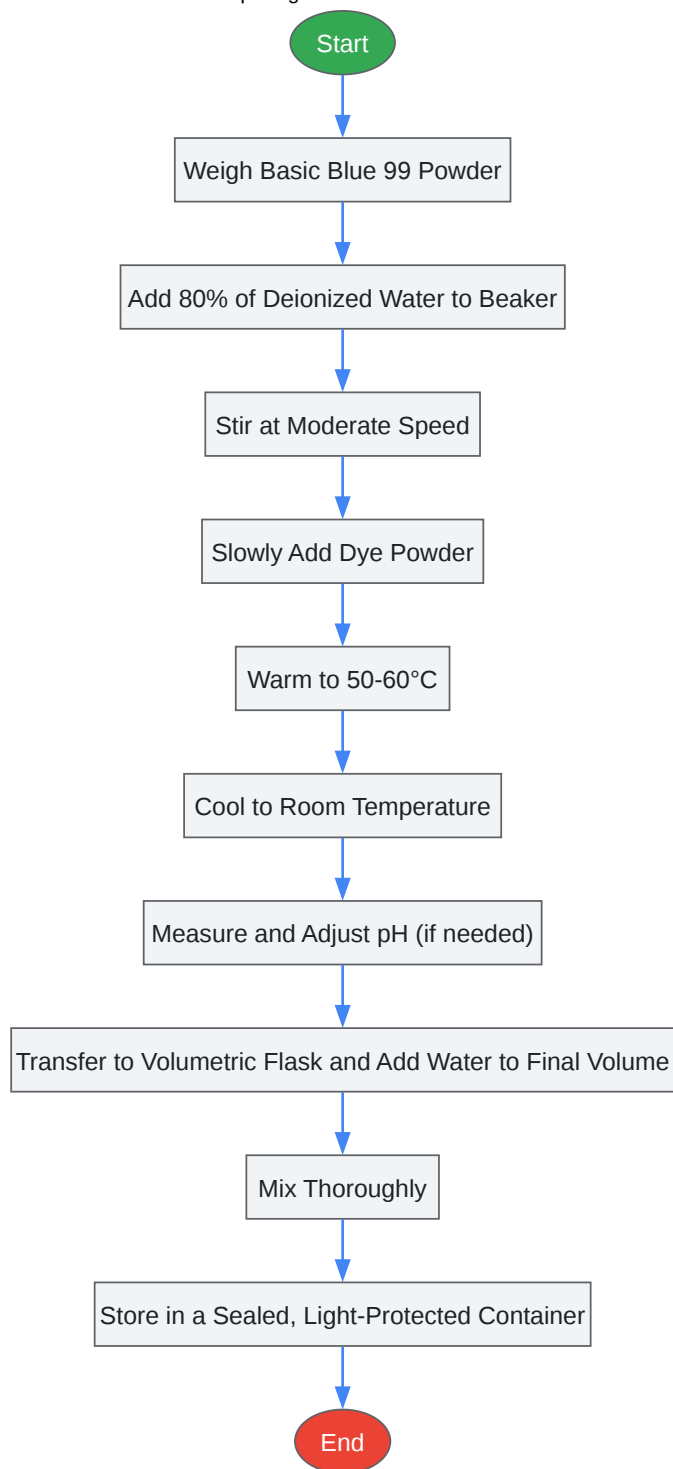 Start
Weigh Basic Blue 99 Powder
Add 80% of Deionized Water to Beaker
Stir at Moderate Speed
Slowly Add Dye Powder
Warm to 50-60°C
Cool to Room Temperature
Measure and Adjust pH (if needed)
Transfer to Volumetric Flask and Add Water to Final Volume
Mix Thoroughly
Store in a Sealed, Light-Protected Container
End